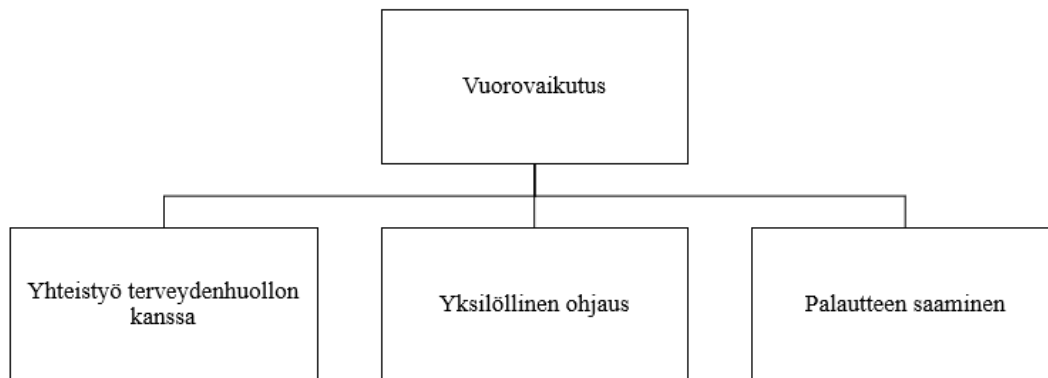 Vuorovaikutus
Yhteistyö terveydenhuollon
kanssa
Yksilöllinen ohjaus
Palautteen saaminen